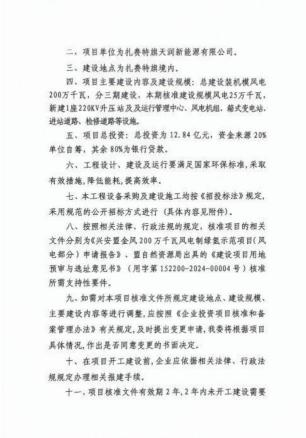 二、项目单位为扎赉特旗天润新能源有限公司。
三、建设地点为扎赉特旗境内。
四、项目主要建设内容及建设规模:总建设装机模风电
200万千瓦,分三期建设,本期核准建设规模风电25万千瓦,
新建1座220KV升压站及及运行管理中心、风电机组、箱式变电站、
进站道路、检修道路等设施。
五、项目总投资:总投资为12.84亿元,资金来源20%
单位自筹,其余80%为银行贷款。
六、工程设计、建设及运行要满足国家环保标准,采取
有效措施,降低能耗,提高效率。
七、本工程设备采购及建设施工均按《招投标法》规定,
采用规范的公开招标方式进行(具体内容见附件)。
八、按照相关法律、行政法规的规定,核准项目的相关
文件分别为《兴安盟金风200万千瓦风电制绿氢示范项目(风
电部分)申请报告》、盟自然资源局出具的《建设项目用地
预审与选址意见书》(用字第152200-2024-00004号)核准
所需支持性要件。
九、如需对本项目核准文件所规定建设地点、建设规模、
主要建设内容等进行调整,应按照《企业投资项目核准和备
案管理办法》有关规定,及时提出变更申请,我委将根据项目
具体情况,作出是否同意变更的书面决定。
十、在项目开工建设前,企业应依据相关法律、行政法
规规定办理相关报建手续。
十一、项目核准文件有效期2年,2年内未开工建设需要